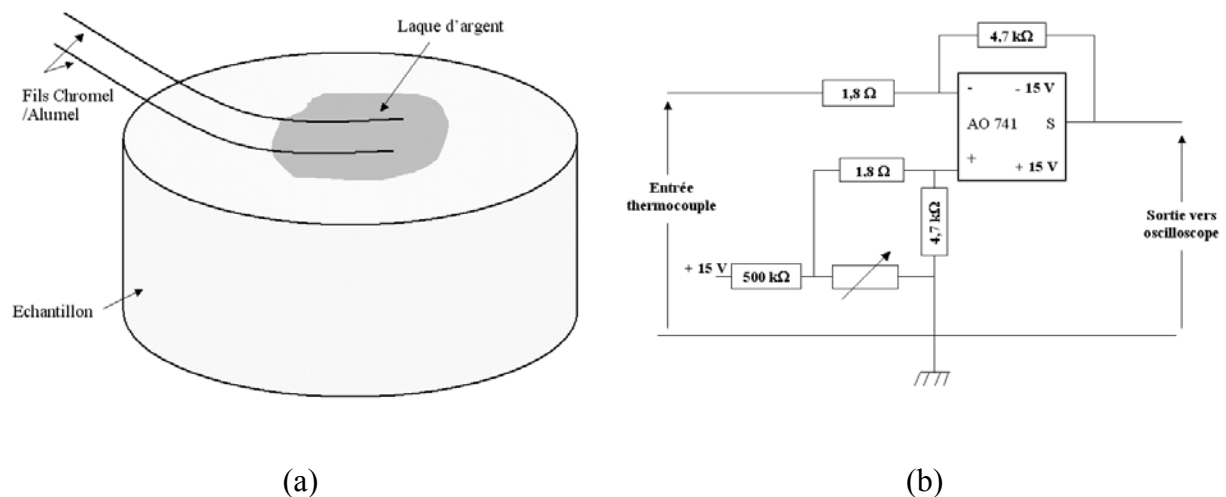 Laque d'argent
Fils Chromel
/Alumel
Echantillon
(a)
4,7 kΩ
1,8 Ω
- - 15 V
AO 741 S
+ + 15 V
1,8 Ω
4,7 kΩ
Entrée
thermocouple
+ 15 V
500 kΩ
Sortie vers
oscilloscope
(b)